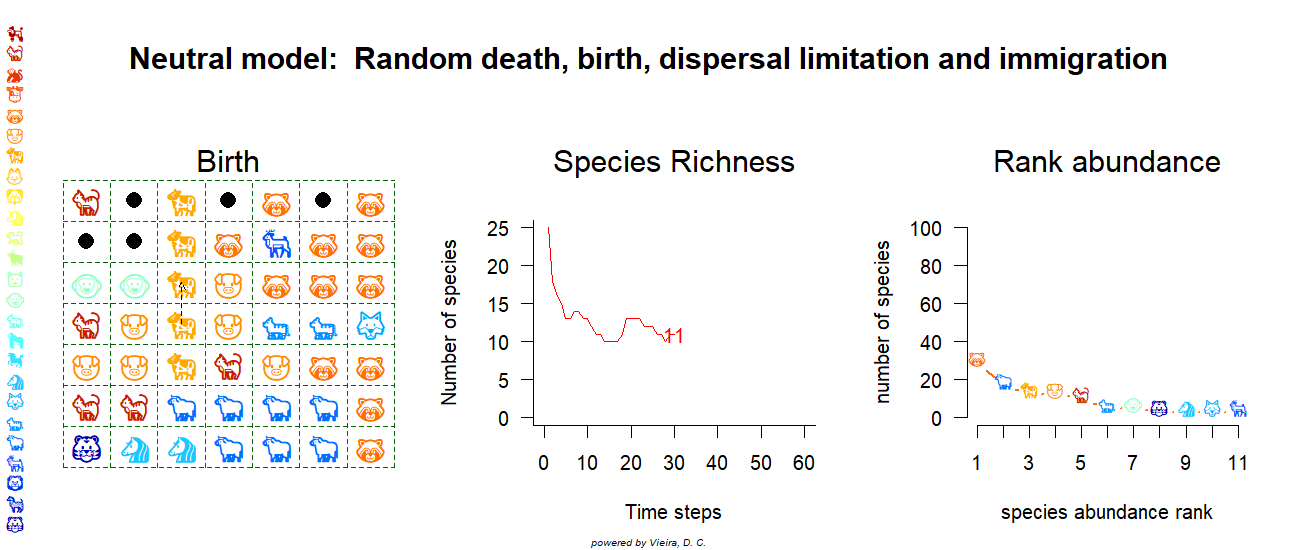 Neutral model:  Random death, birth, dispersal limitation and immigration
Birth
Species Richness
Number of species
25
20
15
10
5
0
11
0 10 20 30 40 50 60
Time steps
Rank abundance
number of species
100
80
60
40
20
0
1 3 5 7 9 11
species abundance rank
powered by Vieira, D. C.